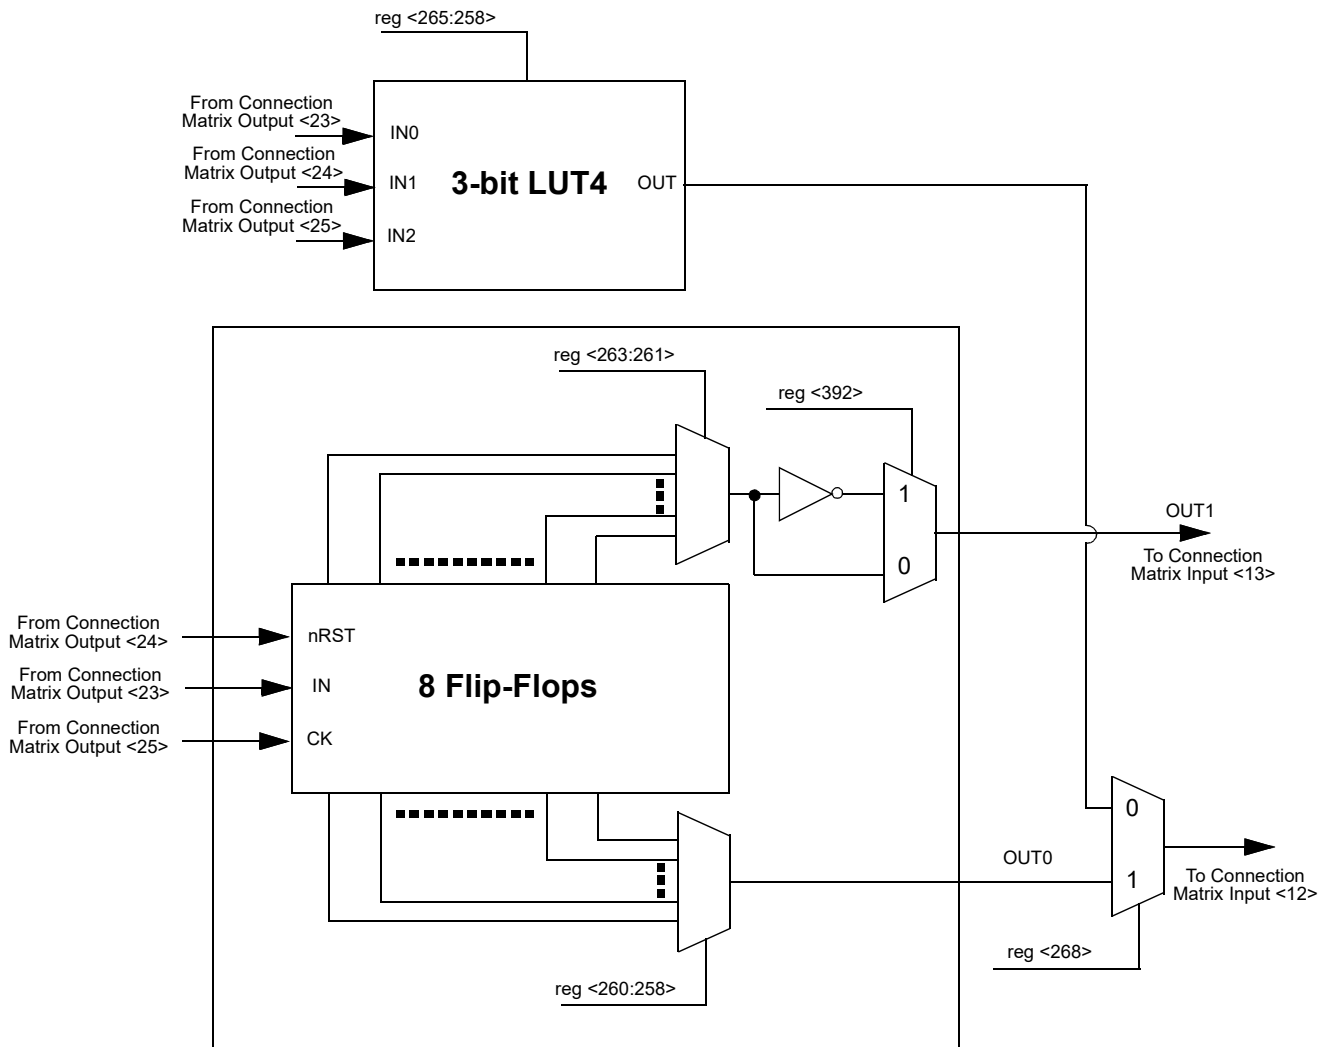 reg <265:258>
From Connection
Matrix Output <23>
IN0
From Connection
Matrix Output <24>
IN1
3-bit LUT4
OUT
From Connection
Matrix Output <25>
IN2
reg <263:261>
reg <392>
1
0
OUT1
To Connection
Matrix Input <13>
From Connection
Matrix Output <24>
nRST
From Connection
Matrix Output <23>
IN
8 Flip-Flops
From Connection
Matrix Output <25>
CK
0
1
OUT0
To Connection
Matrix Input <12>
reg <268>
reg <260:258>